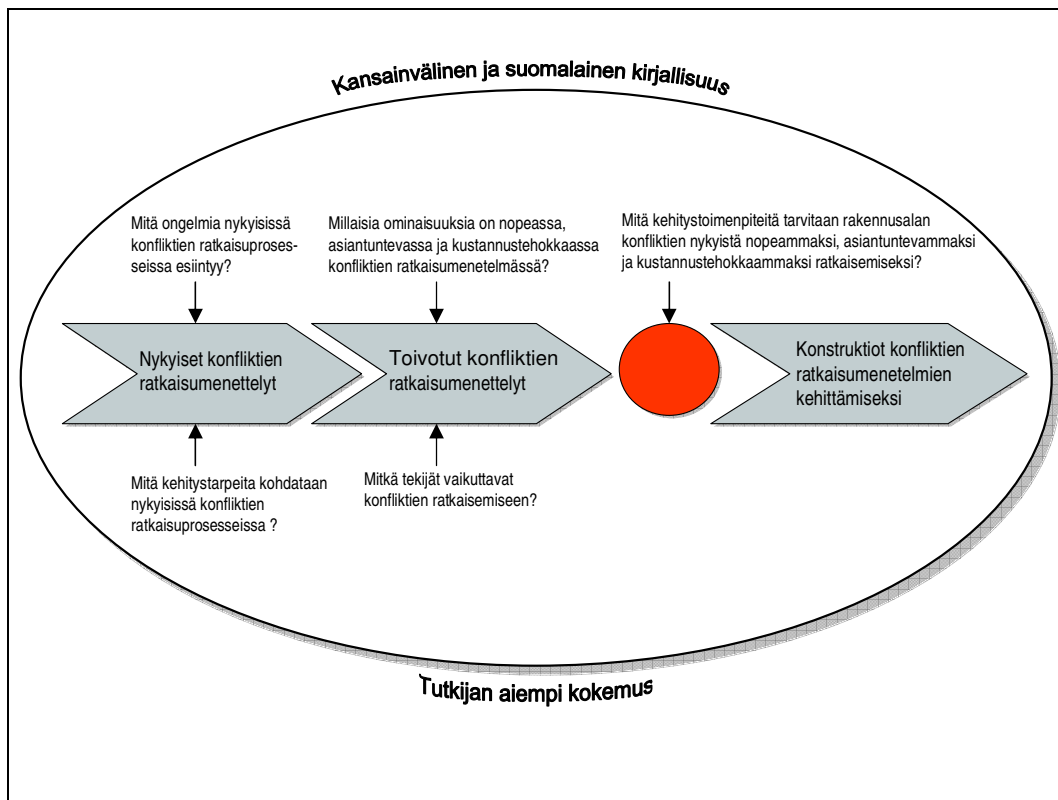 Kansainvälinen ja suomalainen kirjallisuus
Mitä ongelmia nykyisissä
konfliktien ratkaisuproses-
seissa esiintyy?
Millaisia ominaisuuksia on nopeassa,
asiantuntevassa ja kustannustehokkaassa
konfliktien ratkaisumenetelmässä?
Mitä kehitystoimenpiteitä tarvitaan rakennusalan
konfliktien nykyistä nopeammaksi, asiantuntevammaksi
ja kustannustehokkaammaksi ratkaisemiseksi?
Nykyiset konfliktien
ratkaisumenettelyt
Toivotut konfliktien
ratkaisumenettelyt
Konstruktiot konfliktien
ratkaisumenetelmien
kehittämiseksi
Mitä kehitystarpeita kohdataan
nykyisissä konfliktien
ratkaisuprosesseissa ?
Mitkä tekijät vaikuttavat
konfliktien ratkaisemiseen?
Tutkijan aiempi kokemus